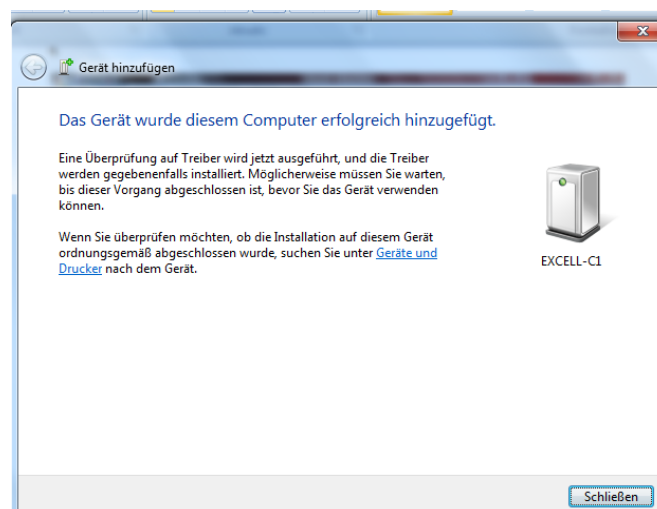 Gerät hinzufügen
Das Gerät wurde diesem Computer erfolgreich hinzugefügt.
Eine Überprüfung auf Treiber wird jetzt ausgeführt, und die Treiber
werden gegebenenfalls installiert. Möglicherweise müssen Sie warten,
bis dieser Vorgang abgeschlossen ist, bevor Sie das Gerät verwenden
können.
Wenn Sie überprüfen möchten, ob die Installation auf diesem Gerät
ordnungsgemäß abgeschlossen wurde, suchen Sie unter Geräte und
Drucker nach dem Gerät.
EXCELL-C1
Schließen